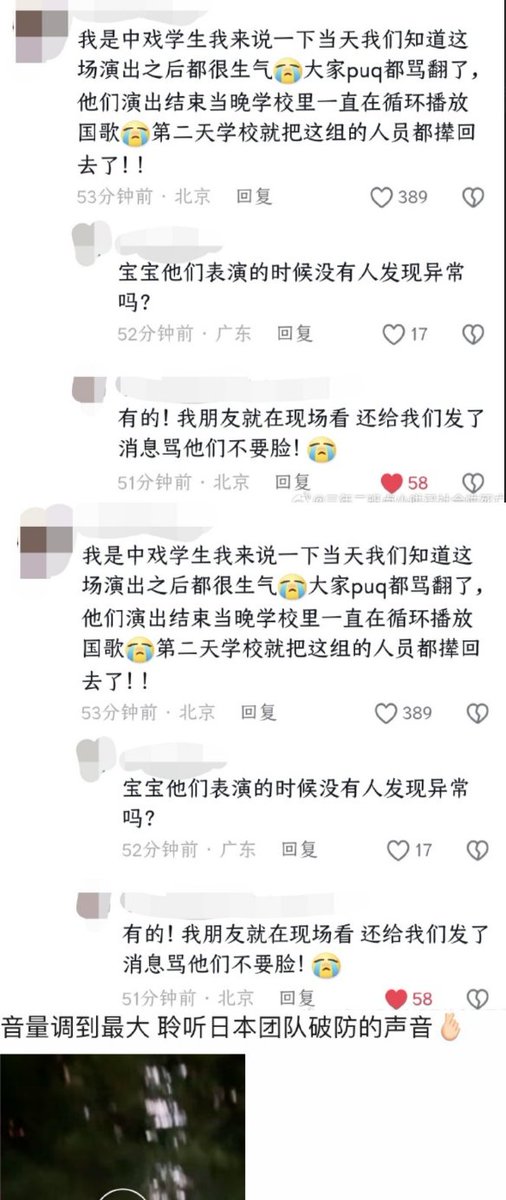 我是中戏学生我来说一下当天我们知道这
场演出之后都很生气😭大家puq都骂翻了，
他们演出结束当晚学校里一直在循环播放
国歌😭第二天学校就把这组的人员都撵回
去了！！
53分钟前 · 北京 回复 389
宝宝他们表演的时候没有人发现异常
吗？
52分钟前 · 广东 回复 17
有的！我朋友就在现场看 还给我们发了
消息骂他们不要脸！😭
51分钟前 · 北京 回复 58
我是中戏学生我来说一下当天我们知道这
场演出之后都很生气😭大家puq都骂翻了，
他们演出结束当晚学校里一直在循环播放
国歌😭第二天学校就把这组的人员都撵回
去了！！
53分钟前 · 北京 回复 389
宝宝他们表演的时候没有人发现异常
吗？
52分钟前 · 广东 回复 17
有的！我朋友就在现场看 还给我们发了
消息骂他们不要脸！😭
51分钟前 · 北京 回复 58
音量调到最大 聆听日本团队破防的声音🫰🏻